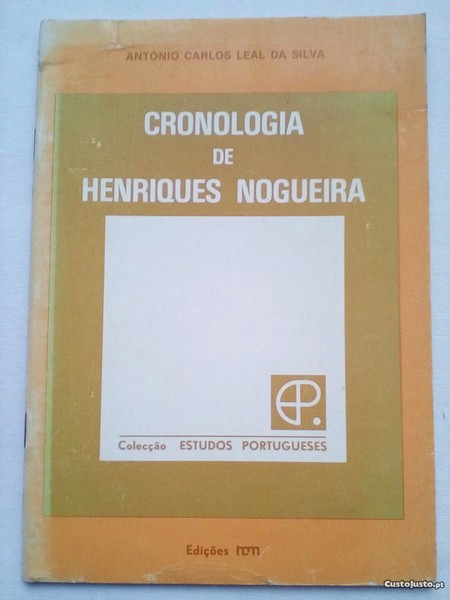 ANTÓNIO CARLOS LEAL DA SILVA
CRONOLOGIA
DE
HENRIQUES NOGUEIRA
EP.
Colecção ESTUDOS PORTUGUESES
Edições
CustoJusto.pt